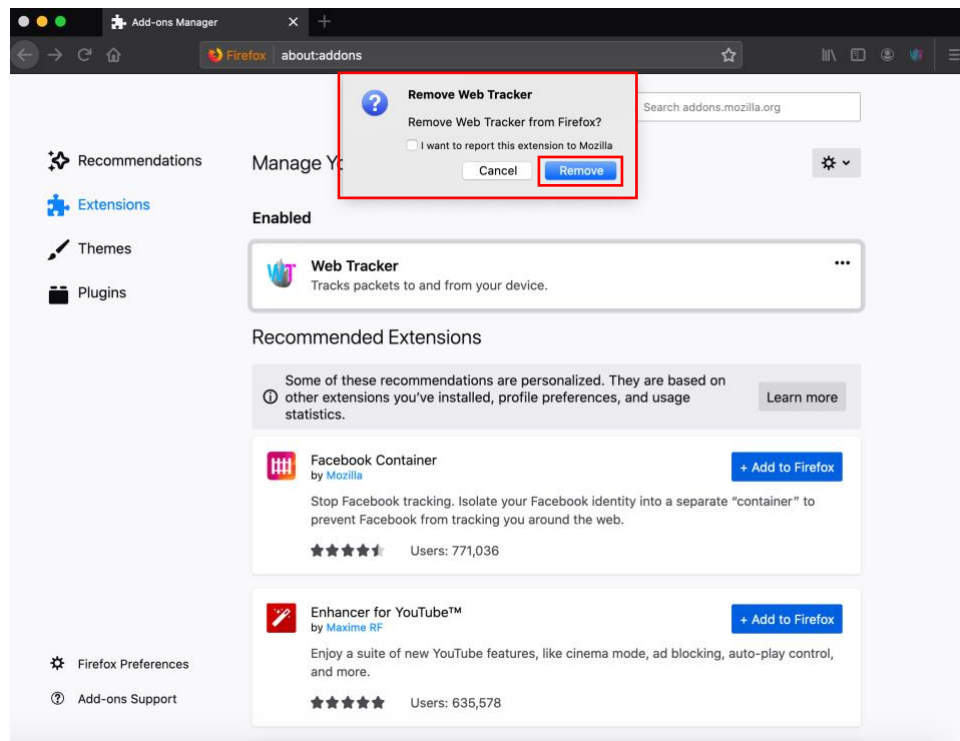 Add-ons Manager
Firefox about:addons
Remove Web Tracker
Remove Web Tracker from Firefox?
I want to report this extension to Mozilla
Cancel Remove
Search addons.mozilla.org
Recommendations
Extensions
Themes
Plugins
Manage Yo
Enabled
Web Tracker
Tracks packets to and from your device.
Recommended Extensions
Some of these recommendations are personalized. They are based on
other extensions you've installed, profile preferences, and usage
statistics.
Learn more
Facebook Container
by Mozilla
+ Add to Firefox
Stop Facebook tracking. Isolate your Facebook identity into a separate “container” to
prevent Facebook from tracking you around the web.
Users: 771,036
Enhancer for YouTube™
by Maxime RF
+ Add to Firefox
Enjoy a suite of new YouTube features, like cinema mode, ad blocking, auto-play control,
and more.
Users: 635,578
Firefox Preferences
Add-ons Support